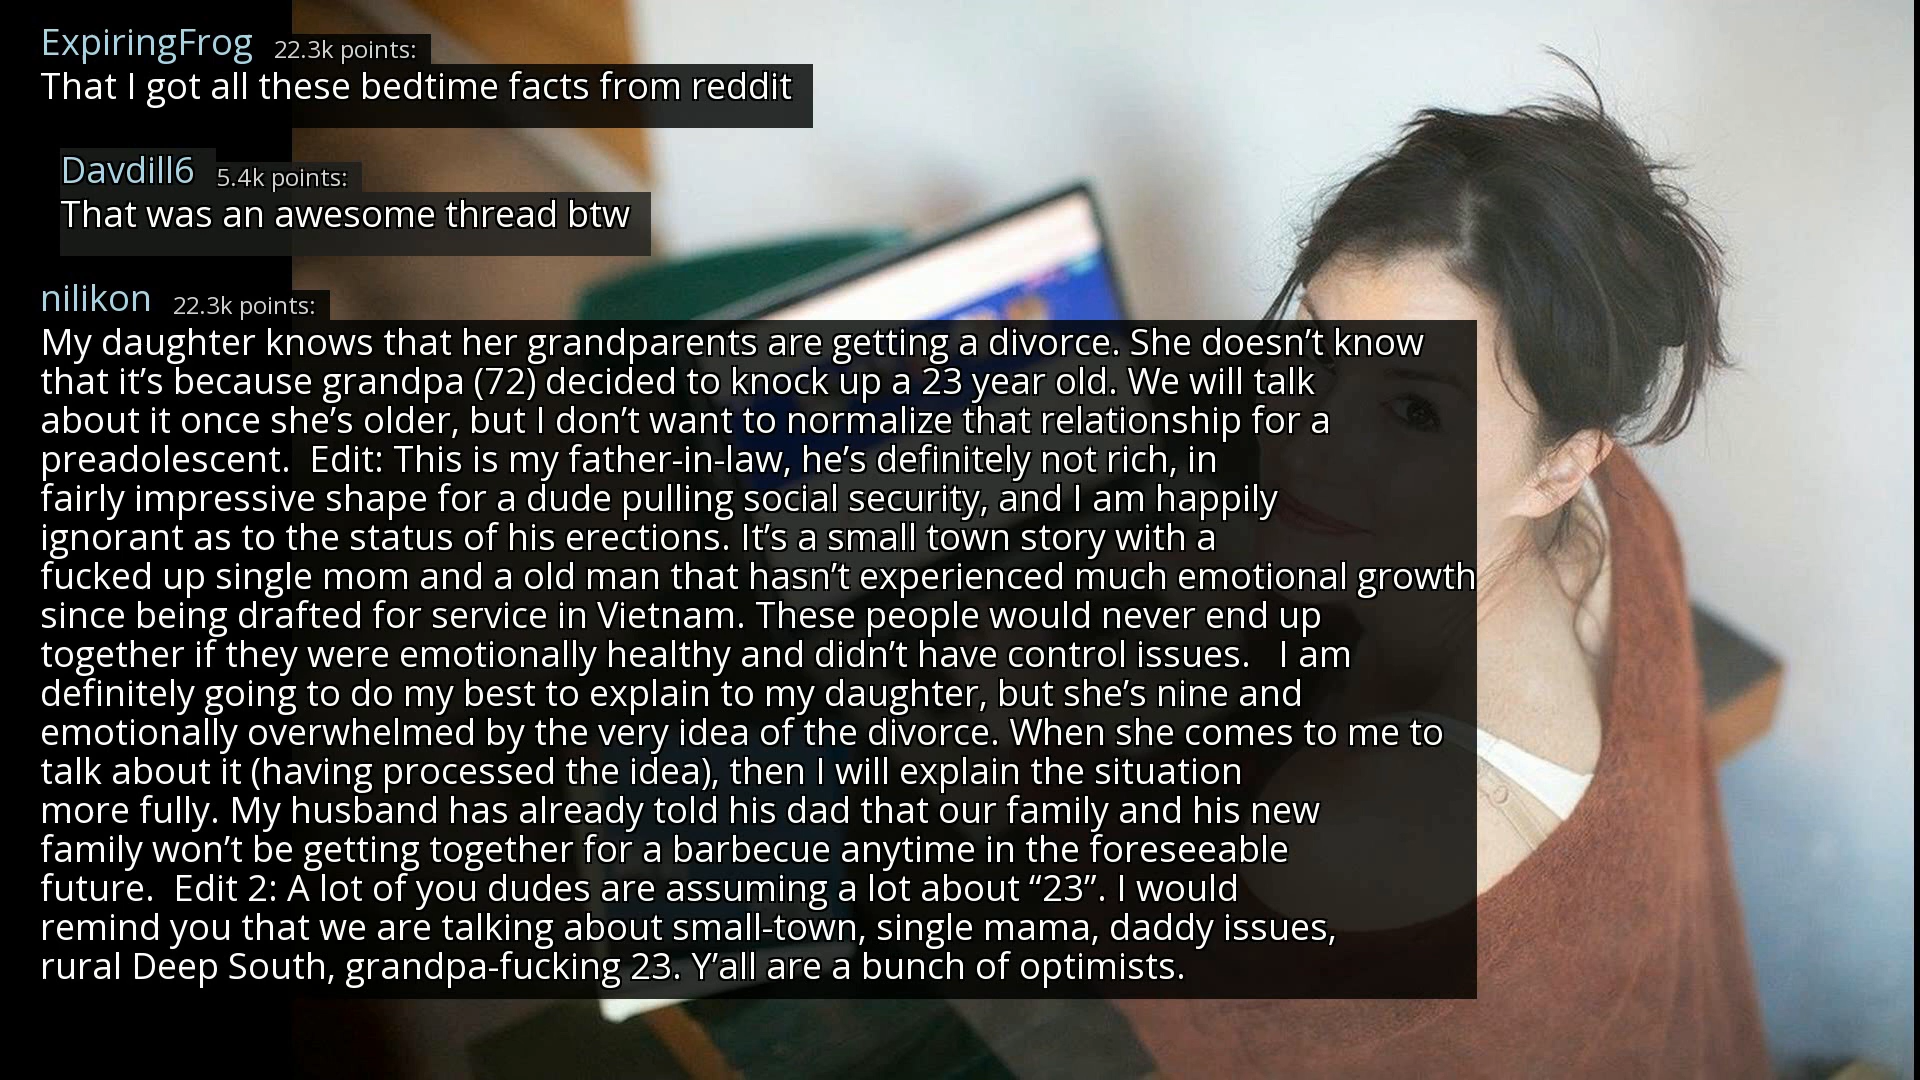 ExpiringFrog 22.3k points:
That I got all these bedtime facts from reddit
Davdill6 5.4k points:
That was an awesome thread btw
nilikon 22.3k points:
My daughter knows that her grandparents are getting a divorce. She doesn’t know
that it’s because grandpa (72) decided to knock up a 23 year old. We will talk
about it once she’s older, but I don’t want to normalize that relationship for a
preadolescent.  Edit: This is my father-in-law, he’s definitely not rich, in
fairly impressive shape for a dude pulling social security, and I am happily
ignorant as to the status of his erections. It’s a small town story with a
fucked up single mom and a old man that hasn’t experienced much emotional growth
since being drafted for service in Vietnam. These people would never end up
together if they were emotionally healthy and didn’t have control issues.   I am
definitely going to do my best to explain to my daughter, but she’s nine and
emotionally overwhelmed by the very idea of the divorce. When she comes to me to
talk about it (having processed the idea), then I will explain the situation
more fully. My husband has already told his dad that our family and his new
family won’t be getting together for a barbecue anytime in the foreseeable
future.  Edit 2: A lot of you dudes are assuming a lot about “23”. I would
remind you that we are talking about small-town, single mama, daddy issues,
rural Deep South, grandpa-fucking 23. Y’all are a bunch of optimists.